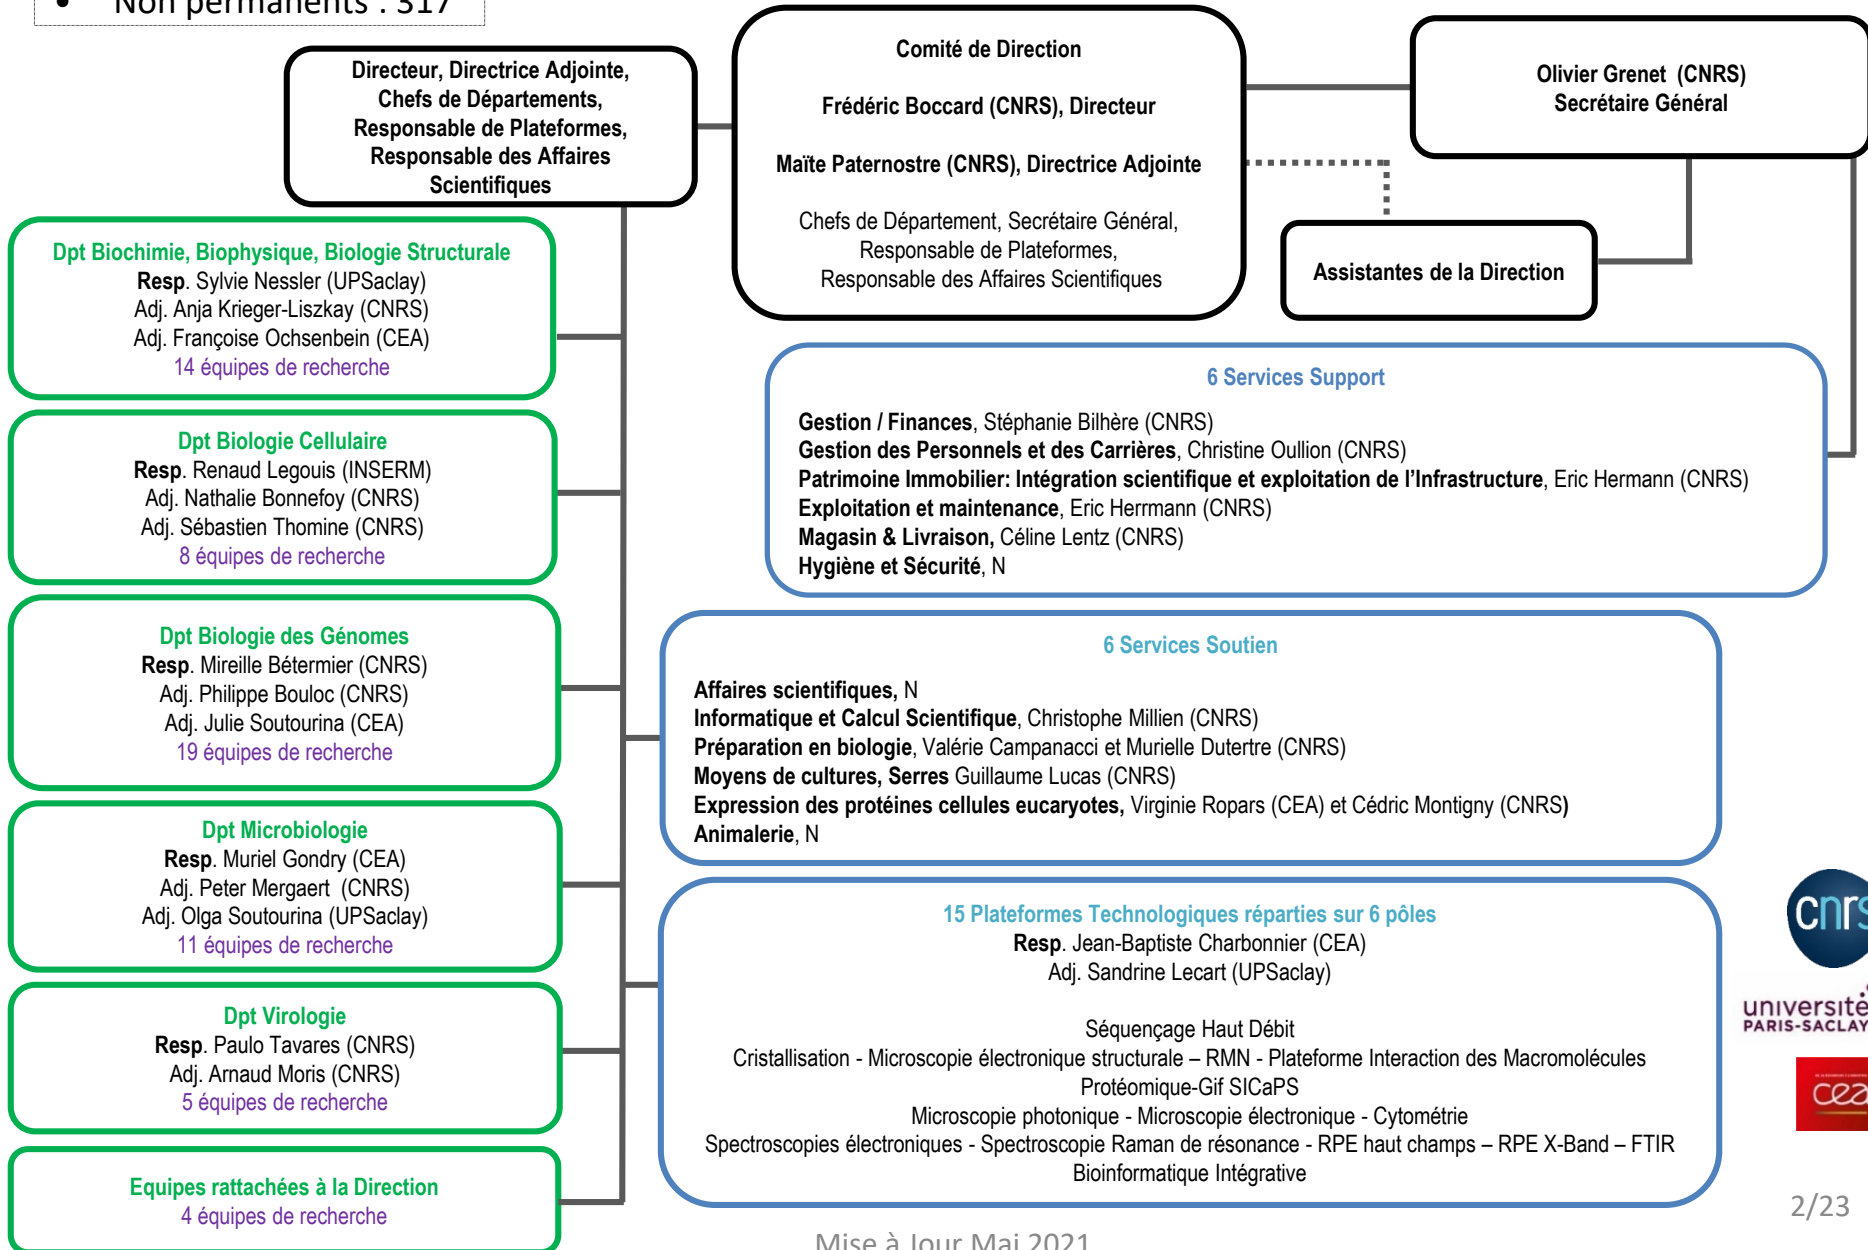 • Non permanents : 317
Directeur, Directrice Adjointe,
Chefs de Départements,
Responsable de Plateformes,
Responsable des Affaires
Scientifiques
Comité de Direction
Frédéric Boccard (CNRS), Directeur
Maïte Paternostre (CNRS), Directrice Adjointe
Chefs de Département, Secrétaire Général,
Responsable de Plateformes,
Responsable des Affaires Scientifiques
Olivier Grenet (CNRS)
Secrétaire Général
Assistantes de la Direction
Dpt Biochimie, Biophysique, Biologie Structurale
Resp. Sylvie Nessler (UPSaclay)
Adj. Anja Krieger-Liszkay (CNRS)
Adj. Françoise Ochsenbein (CEA)
14 équipes de recherche
Dpt Biologie Cellulaire
Resp. Renaud Legouis (INSERM)
Adj. Nathalie Bonnefoy (CNRS)
Adj. Sébastien Thomine (CNRS)
8 équipes de recherche
Dpt Biologie des Génomes
Resp. Mireille Bétermier (CNRS)
Adj. Philippe Bouloc (CNRS)
Adj. Julie Soutourina (CEA)
19 équipes de recherche
Dpt Microbiologie
Resp. Muriel Gondry (CEA)
Adj. Peter Mergaert (CNRS)
Adj. Olga Soutourina (UPSaclay)
11 équipes de recherche
Dpt Virologie
Resp. Paulo Tavares (CNRS)
Adj. Arnaud Moris (CNRS)
5 équipes de recherche
Equipes rattachées à la Direction
4 équipes de recherche
6 Services Support
Gestion / Finances, Stéphanie Bilhère (CNRS)
Gestion des Personnels et des Carrières, Christine Oullion (CNRS)
Patrimoine Immobilier: Intégration scientifique et exploitation de l'Infrastructure, Eric Hermann (CNRS)
Exploitation et maintenance, Eric Herrmann (CNRS)
Magasin & Livraison, Céline Lentz (CNRS)
Hygiène et Sécurité, N
6 Services Soutien
Affaires scientifiques, N
Informatique et Calcul Scientifique, Christophe Millien (CNRS)
Préparation en biologie, Valérie Campanacci et Murielle Dutertre (CNRS)
Moyens de cultures, Serres Guillaume Lucas (CNRS)
Expression des protéines cellules eucaryotes, Virginie Ropars (CEA) et Cédric Montigny (CNRS)
Animalerie, N
15 Plateformes Technologiques réparties sur 6 pôles
Resp. Jean-Baptiste Charbonnier (CEA)
Adj. Sandrine Lecart (UPSaclay)
Séquençage Haut Débit
Cristallisation - Microscopie électronique structurale – RMN - Plateforme Interaction des Macromolécules
Protéomique-Gif SICaPS
Microscopie photonique - Microscopie électronique - Cytométrie
Spectroscopies électroniques - Spectroscopie Raman de résonance - RPE haut champs – RPE X-Band – FTIR
Bioinformatique Intégrative
cnrs
université
PARIS-SACLAY
cea
2/23
Mise à Jour Mai 2021